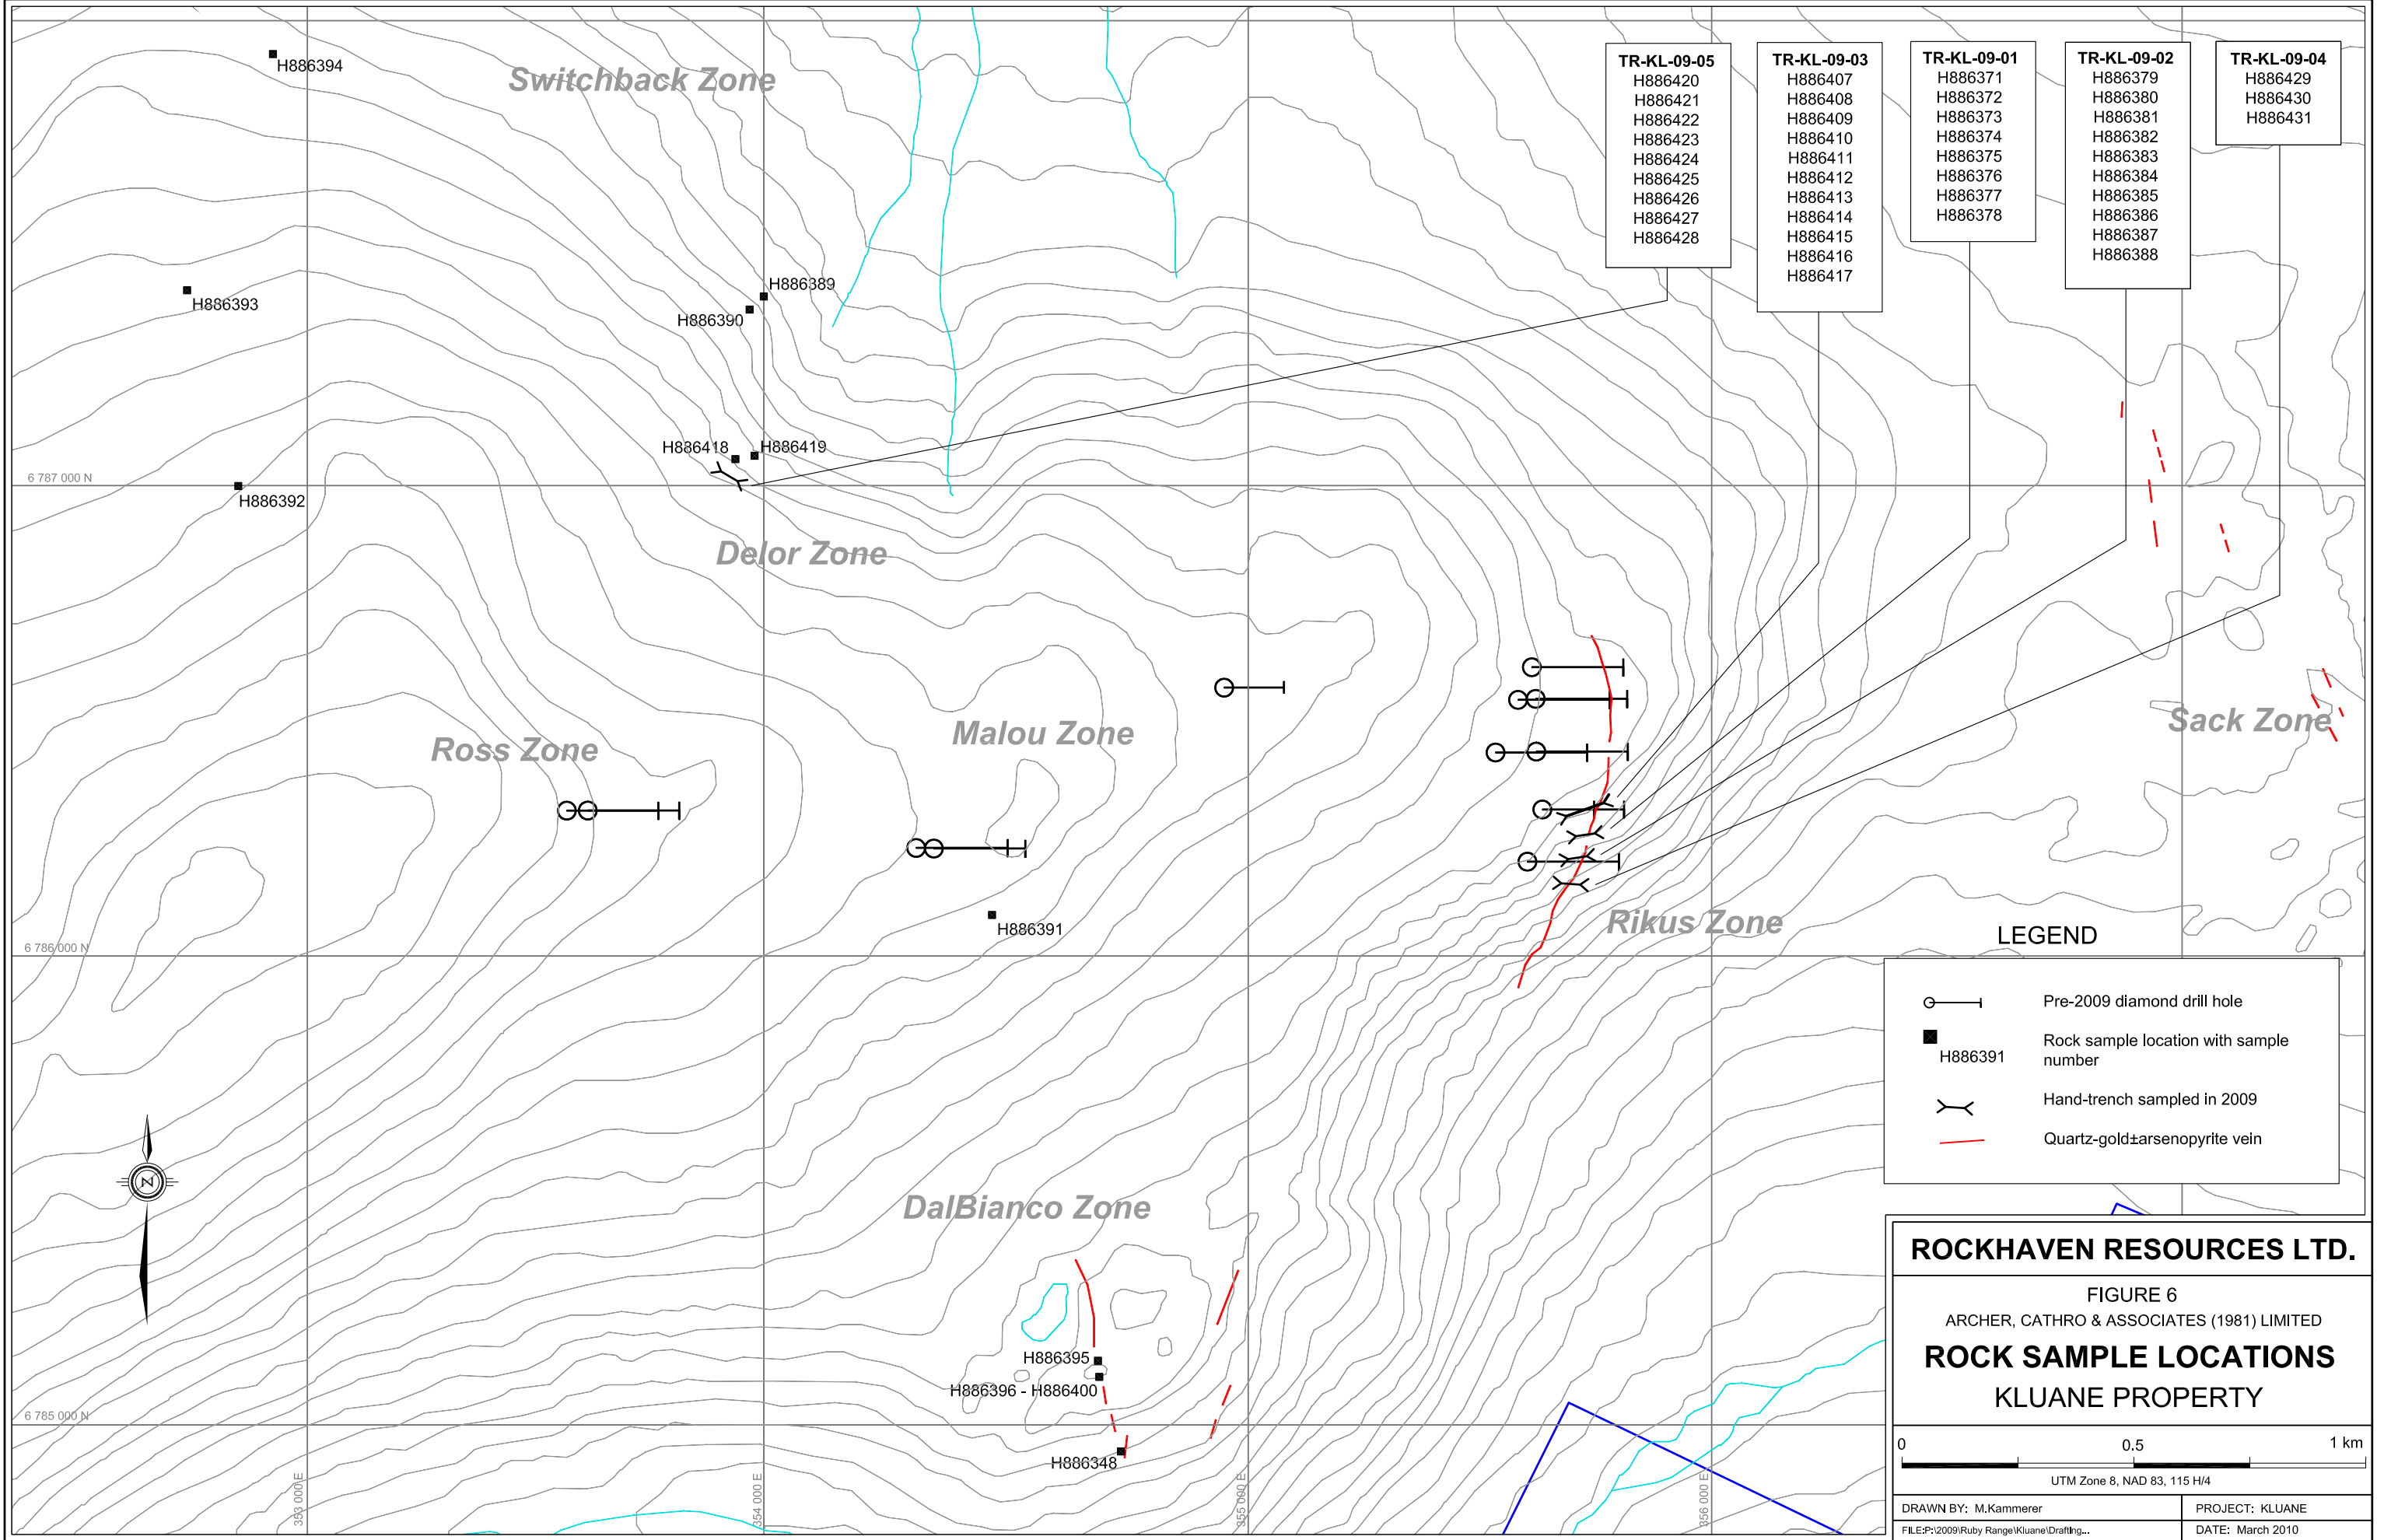 H886394
Switchback Zone
TR-KL-09-05
H886420
H886421
H886422
H886423
H886424
H886425
H886426
H886427
H886428
TR-KL-09-03
H886407
H886408
H886409
H886410
H886411
H886412
H886413
H886414
H886415
H886416
H886417
TR-KL-09-01
H886371
H886372
H886373
H886374
H886375
H886376
H886377
H886378
TR-KL-09-02
H886379
H886380
H886381
H886382
H886383
H886384
H886385
H886386
H886387
H886388
TR-KL-09-04
H886429
H886430
H886431
H886393
H886389
H886390
H886418
H886419
6 787 000 N
H886392
Delor Zone
Ross Zone
Malou Zone
Sack Zone
H886391
Rikus Zone
6 786 000 N
LEGEND
Pre-2009 diamond drill hole
Rock sample location with sample
number
H886391
Hand-trench sampled in 2009
Quartz-gold±arsenopyrite vein
N
DalBianco Zone
H886395
H886396 - H886400
6 785 000 N
H886348
353 000 E
354 000 E
355 000 E
356 000 E
ROCKHAVEN RESOURCES LTD.
FIGURE 6
ARCHER, CATHRO & ASSOCIATES (1981) LIMITED
ROCK SAMPLE LOCATIONS
KLUANE PROPERTY
0 0.5 1 km
UTM Zone 8, NAD 83, 115 H/4
DRAWN BY: M.Kammerer
PROJECT: KLUANE
FILE:P:\2009\Ruby Range\Kluane\Drafting...
DATE: March 2010